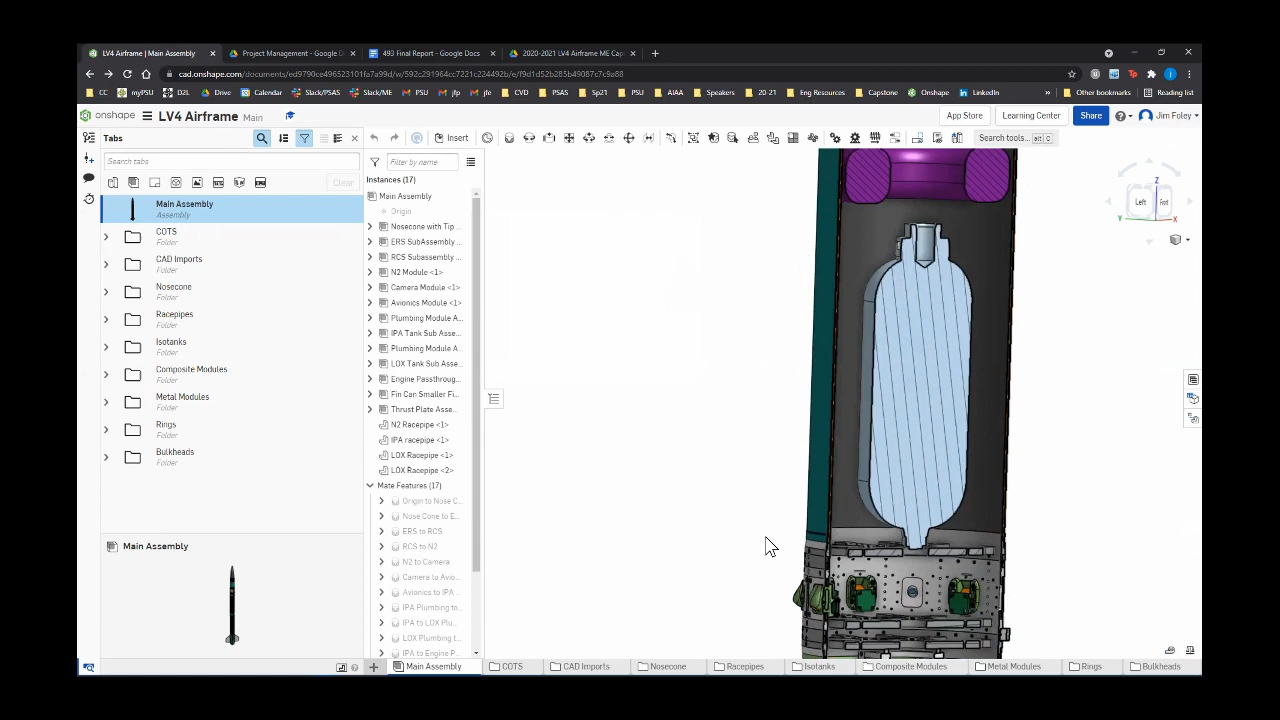 LV4 Airframe | Main Assembly
Project Management - Google D
493 Final Report - Google Docs
2020-2021 LV4 Airframe ME Cap
cad.onshape.com/documents/ed9790ce496523101fa7a99d/w/592c291964cc7221c224492b/e/f9d1d52b285b49087c7c9a88
CC
myPSU
D2L
Drive
Calendar
Slack/PSAS
Slack/ME
PSU
jfp
jfe
CVD
PSAS
Sp21
PSU
AIAA
Speakers
20-21
Eng Resources
Capstone
Onshape
LinkedIn
Other bookmarks
Reading list
onshape
LV4 Airframe Main
App Store
Learning Center
Share
Jim Foley
Tabs
Insert
Search tools...
alt C
Search tabs
Clear
Filter by name
Instances (17)
Main Assembly
Assembly
COTS
Folder
CAD Imports
Folder
Nosecone
Folder
Racepipes
Folder
Isotanks
Folder
Composite Modules
Folder
Metal Modules
Folder
Rings
Folder
Bulkheads
Folder
Main Assembly
Main Assembly
Origin
Nosecone with Tip ...
ERS SubAssembly ...
RCS Subassembly ...
N2 Module <1>
Camera Module <1>
Avionics Module <1>
Plumbing Module A...
IPA Tank Sub Asse...
Plumbing Module A...
LOX Tank Sub Asse...
Engine Passthroug...
Fin Can Smaller Fi...
Thrust Plate Asse...
N2 Racepipe <1>
IPA racepipe <1>
LOX Racepipe <1>
LOX Racepipe <2>
Mate Features (17)
Origin to Nose C...
Nose Cone to E...
ERS to RCS
RCS to N2
N2 to Camera
Camera to Avio...
Avionics to IPA
IPA Plumbing to...
IPA to LOX Plu...
LOX Plumbing t...
IPA to Engine P...
Z
Left
Front
Y
X
Main Assembly
COTS
CAD Imports
Nosecone
Racepipes
Isotanks
Composite Modules
Metal Modules
Rings
Bulkheads